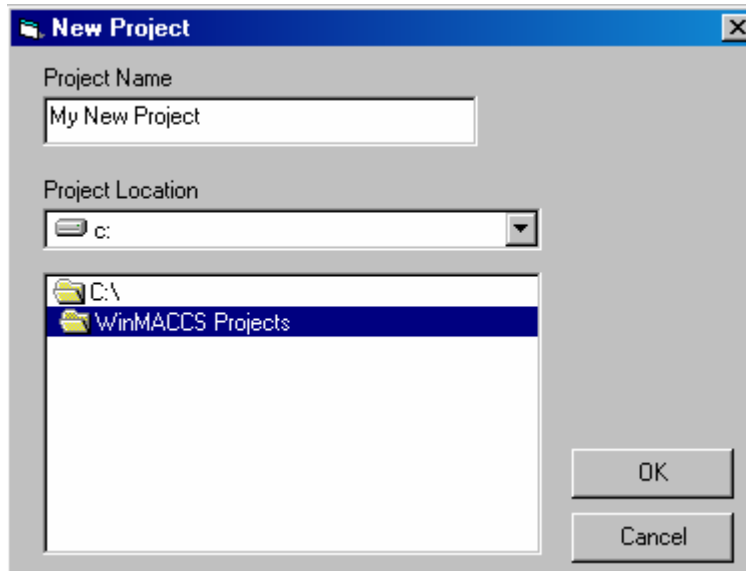 New Project
Project Name
My New Project
Project Location
c:
C:\
WinMACCS Projects
OK
Cancel